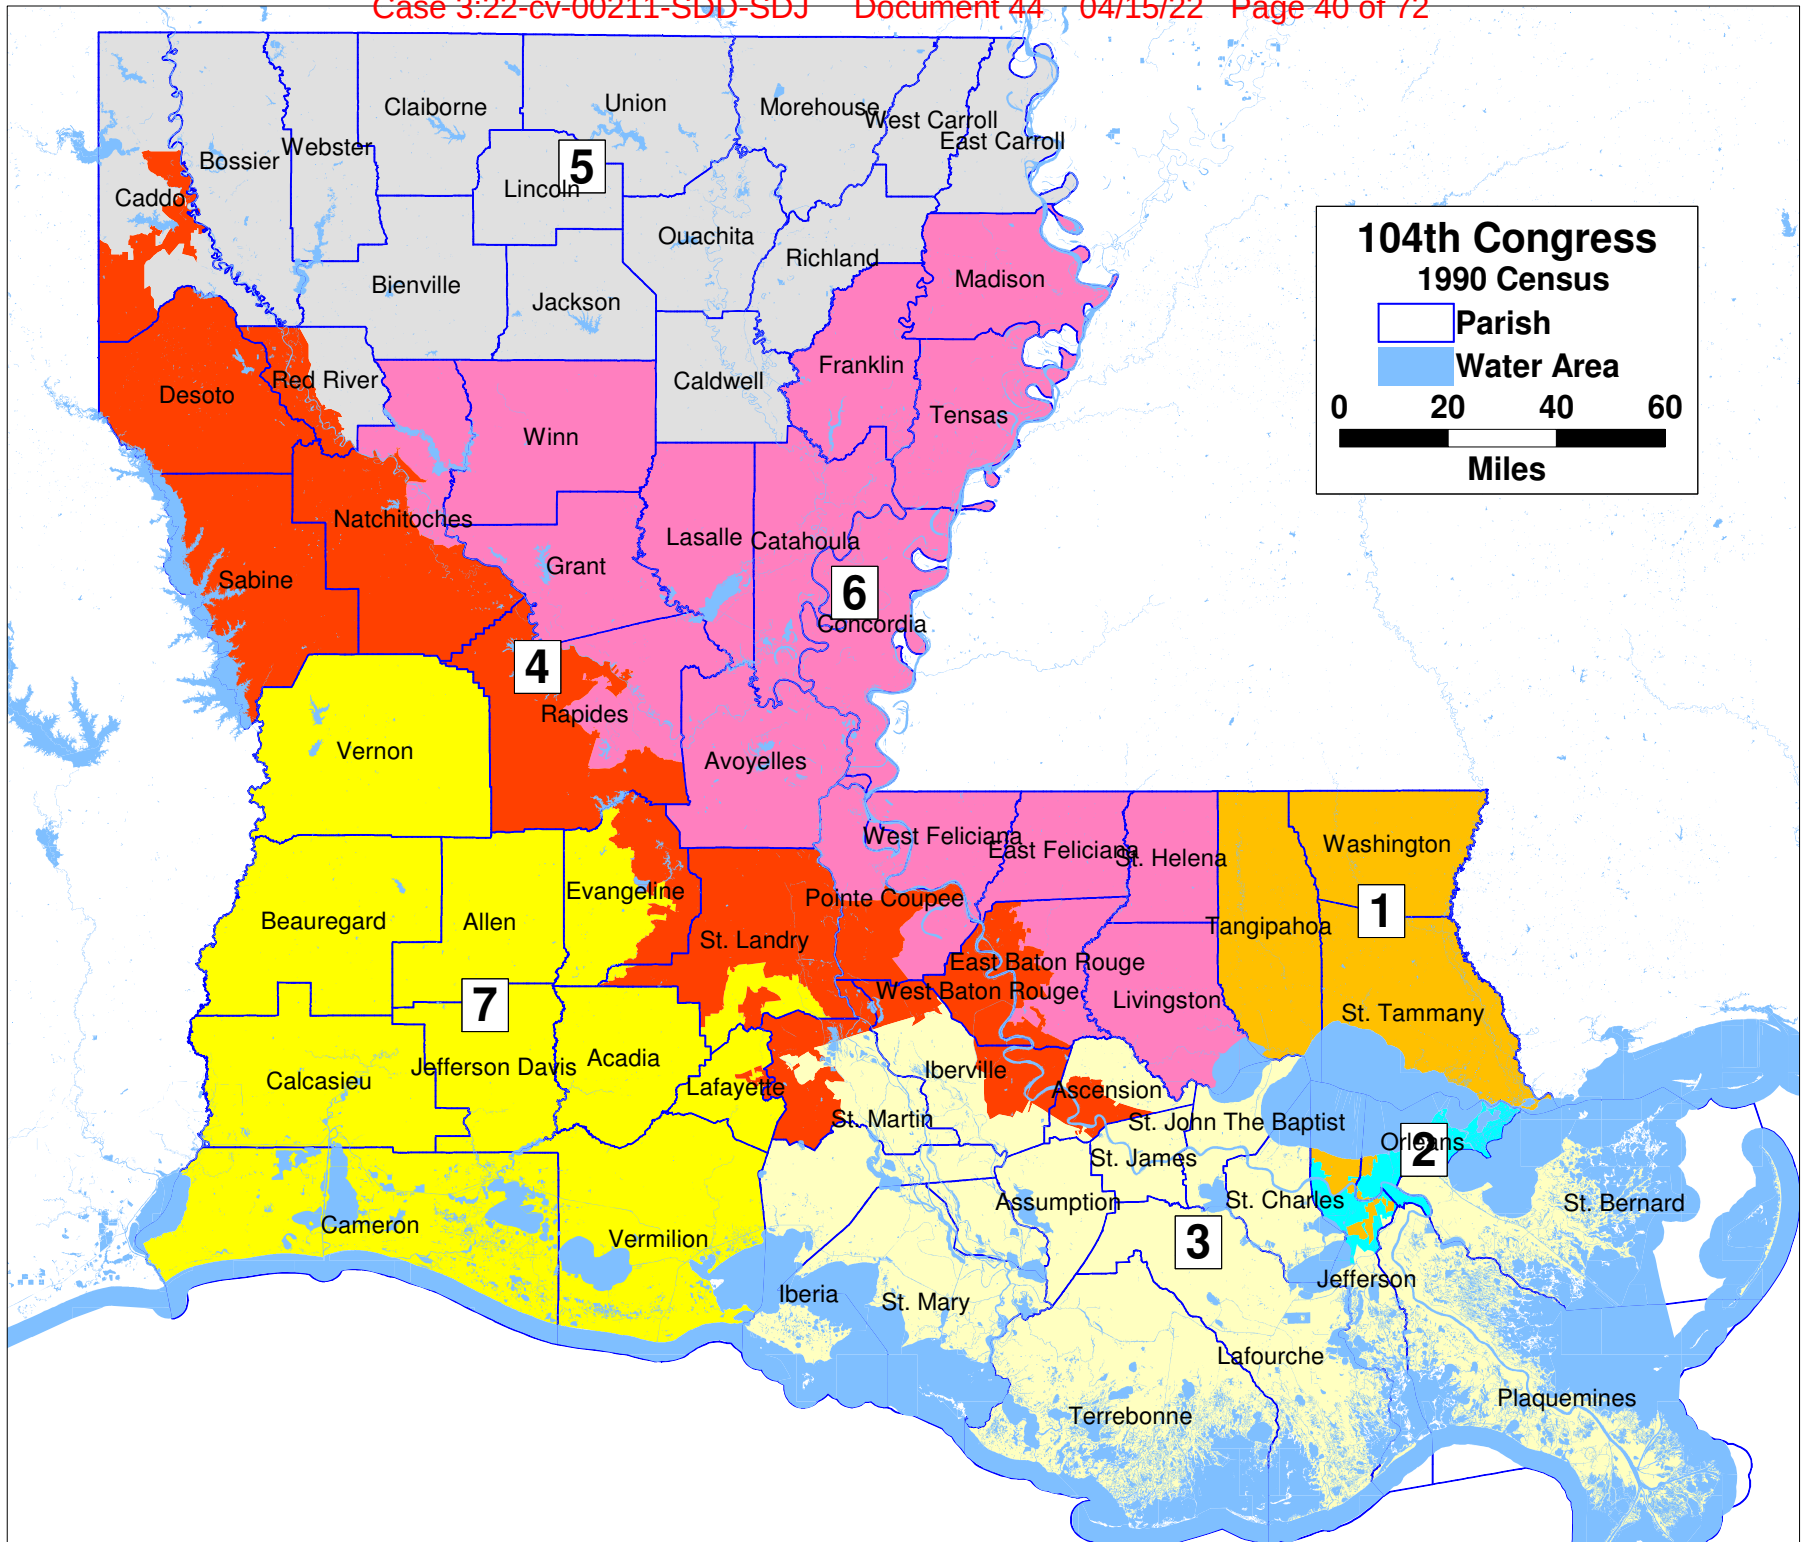 Case 3:22-cv-00211-SDD-SDJ Document 44 04/15/22 Page 40 of 72
Claiborne
Union
Morehouse
West Carroll
East Carroll
Webster
Bossier
5
Lincoln
Caddo
Ouachita
Richland
Madison
Bienville
Jackson
104th Congress
1990 Census
Parish
Water Area
0 20 40 60
Miles
Franklin
Red River
Caldwell
Desoto
Tensas
Winn
Natchitoches
Lasalle
Catahoula
Grant
Sabine
6
Concordia
4
Rapides
Vernon
Avoyelles
West Feliciana
East Feliciana
St. Helena
Washington
Evangeline
Pointe Coupee
1
Beauregard
Allen
Tangipahoa
St. Landry
East Baton Rouge
West Baton Rouge
Livingston
7
St. Tammany
Acadia
Jefferson Davis
Iberville
Calcasieu
Lafayette
Ascension
St. Martin
St. John The Baptist
Orleans
2
St. James
Assumption
St. Charles
St. Bernard
Cameron
Vermilion
3
Jefferson
Iberia
St. Mary
Lafourche
Plaquemines
Terrebonne